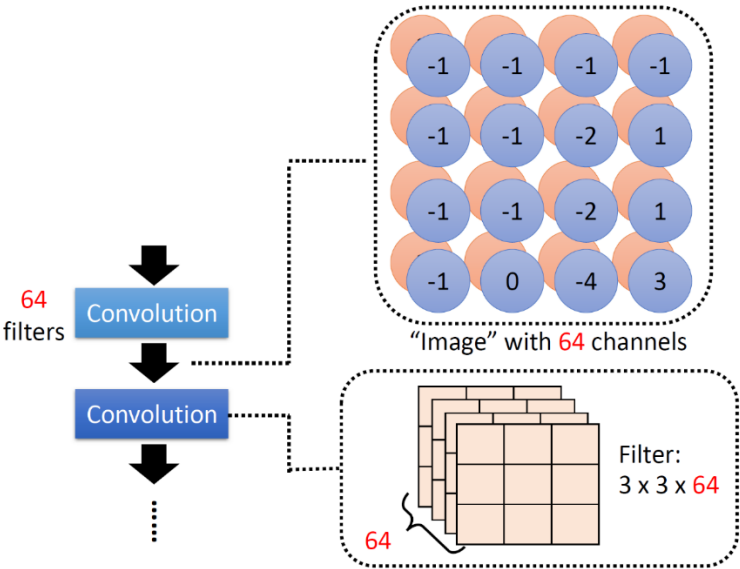 -1 -1 -1 -1
-1 -1 -2 1
-1 -1 -2 1
-1 0 -4 3
"Image" with 64 channels
64
filters
Convolution
Convolution
Filter:
3 x 3 x 64
64